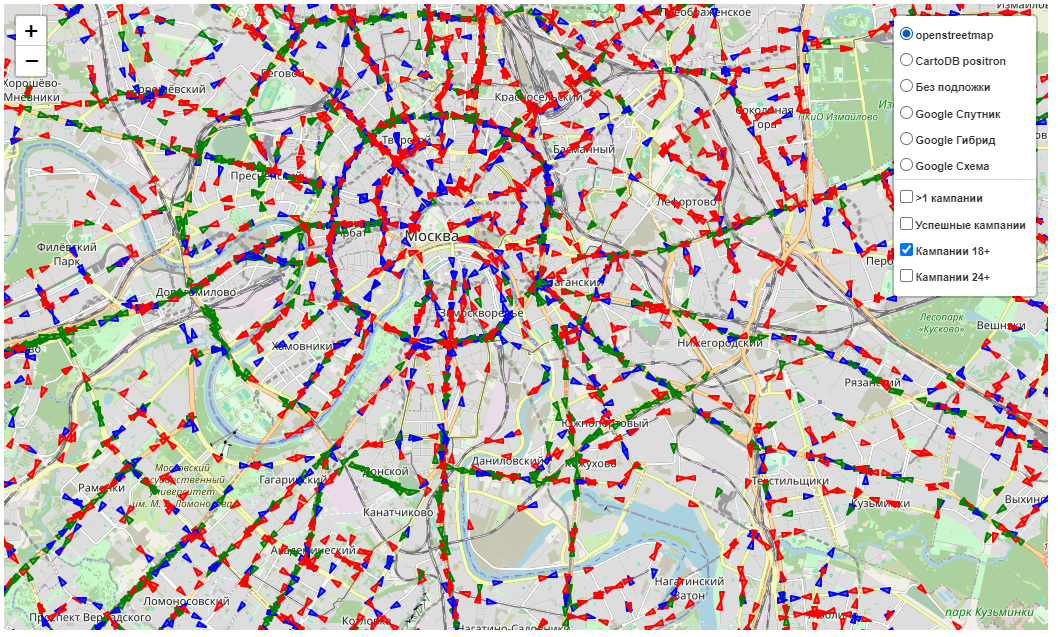 +
−
openstreetmap
CartoDB positron
Без подложки
Google Спутник
Google Гибрид
Google Схема
>1 кампании
Успешные кампании
Кампании 18+
Кампании 24+
Преображенское
Хорошёво-
Мнёвники
Беговой
Красносельский
Соколиная
Гора
ПКиО Измайлово
Тверской
Басманный
Пресненский
Лефортово
Арбат
Москва
Филёвский
Парк
Таганский
Дорогомилово
Замоскворечье
Лесопарк
«Кусково»
Вешняки
Хамовники
Нижегородский
Рязанский
Южнопортовый
Даниловский
Кожухово
Донской
Московский
государственный
университет
им. М. В. Ломоносова
Раменки
Гагаринский
Текстильщики
Кузьминки
Выхино
Канатчиково
Академический
Нагатинский
Затон
Ломоносовский
Проспект Вернадского
Котловка
Нагатино-Садовники
парк Кузьминки